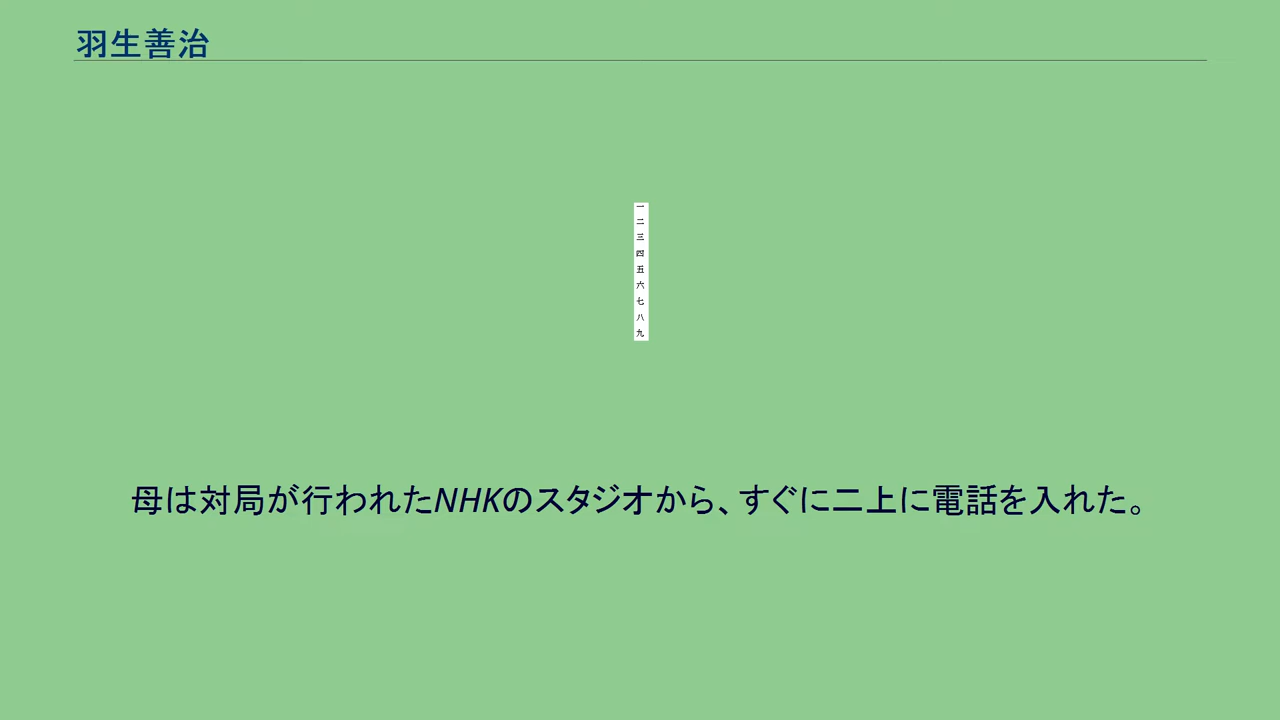 羽生善治
一
二
三
四
五
六
七
八
九
母は対局が行われたNHKのスタジオから、すぐに二上に電話を入れた。